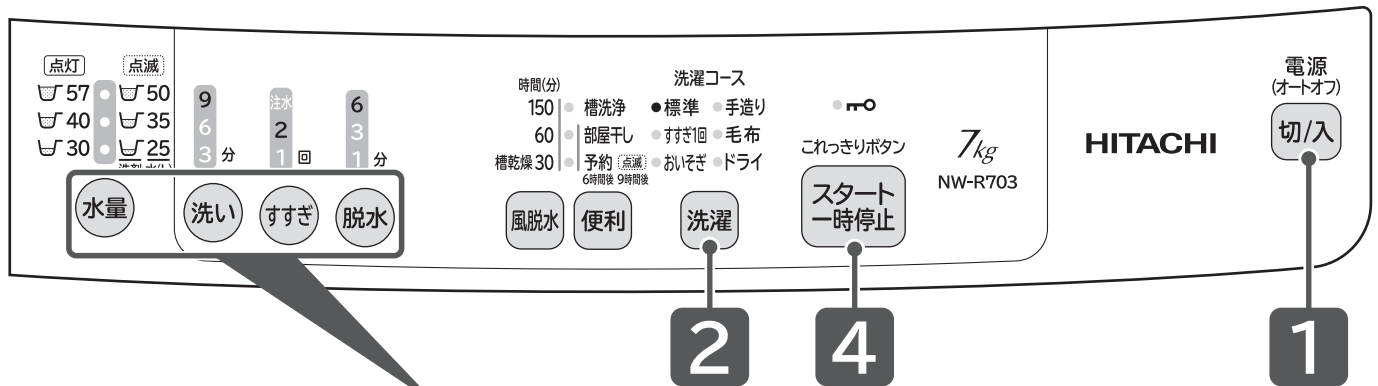 点灯 点滅
57 50
40 35
30 25
水量
9
6
3 分
洗い
注水
2
1 回
すすぎ
6
3
1 分
脱水
時間(分)
150
60
槽乾燥 30
風脱水
槽洗浄
部屋干し
予約 点滅
6時間後 9時間後
便利
洗濯コース
標準 手造り
すすぎ1回 毛布
おいそぎ ドライ
洗濯
これっきりボタン
スタート
一時停止
7kg
NW-R703
HITACHI
電源
(オートオフ)
切/入
2
4
1